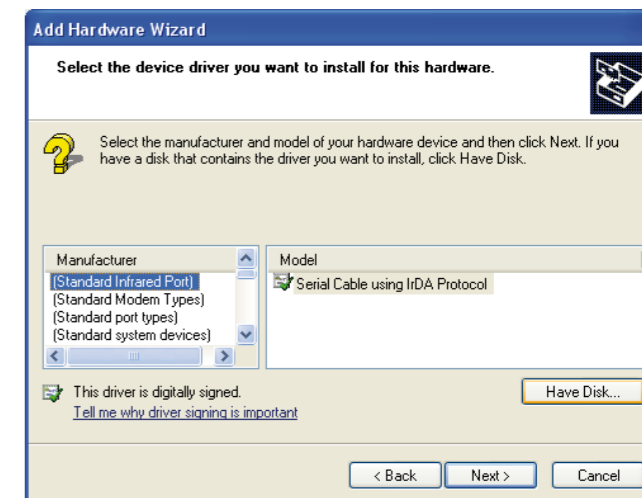 Add Hardware Wizard
Select the device driver you want to install for this hardware.
Select the manufacturer and model of your hardware device and then click Next. If you
have a disk that contains the driver you want to install, click Have Disk.
Manufacturer
(Standard Infrared Port)
(Standard Modem Types)
(Standard port types)
(Standard system devices)
Model
Serial Cable using IrDA Protocol
This driver is digitally signed.
Tell me why driver signing is important
Have Disk...
< Back
Next >
Cancel